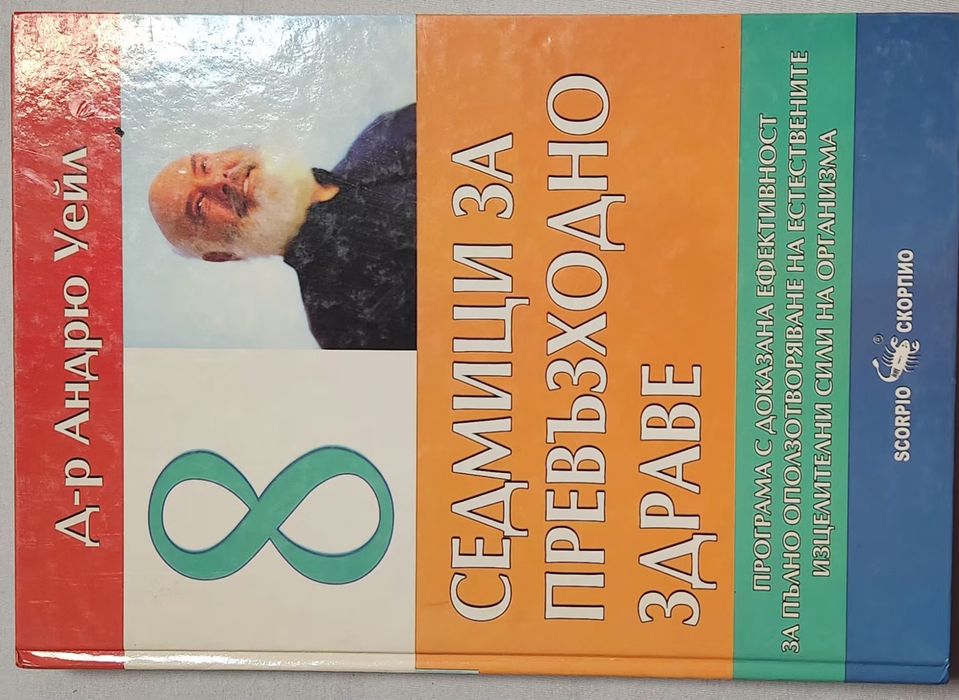 Д-р Андрю Уейл
8
СЕДМИЦИ ЗА
ПРЕВЪЗХОДНО
ЗДРАВЕ
ПРОГРАМА С ДОКАЗАНА ЕФЕКТИВНОСТ
ЗА ПЪЛНО ОПОЛЗОТВОРЯВАНЕ НА ЕСТЕСТВЕНИТЕ
ИЗЦЕЛИТЕЛНИ СИЛИ НА ОРГАНИЗМА
SCORPIO ® СКОРПИО